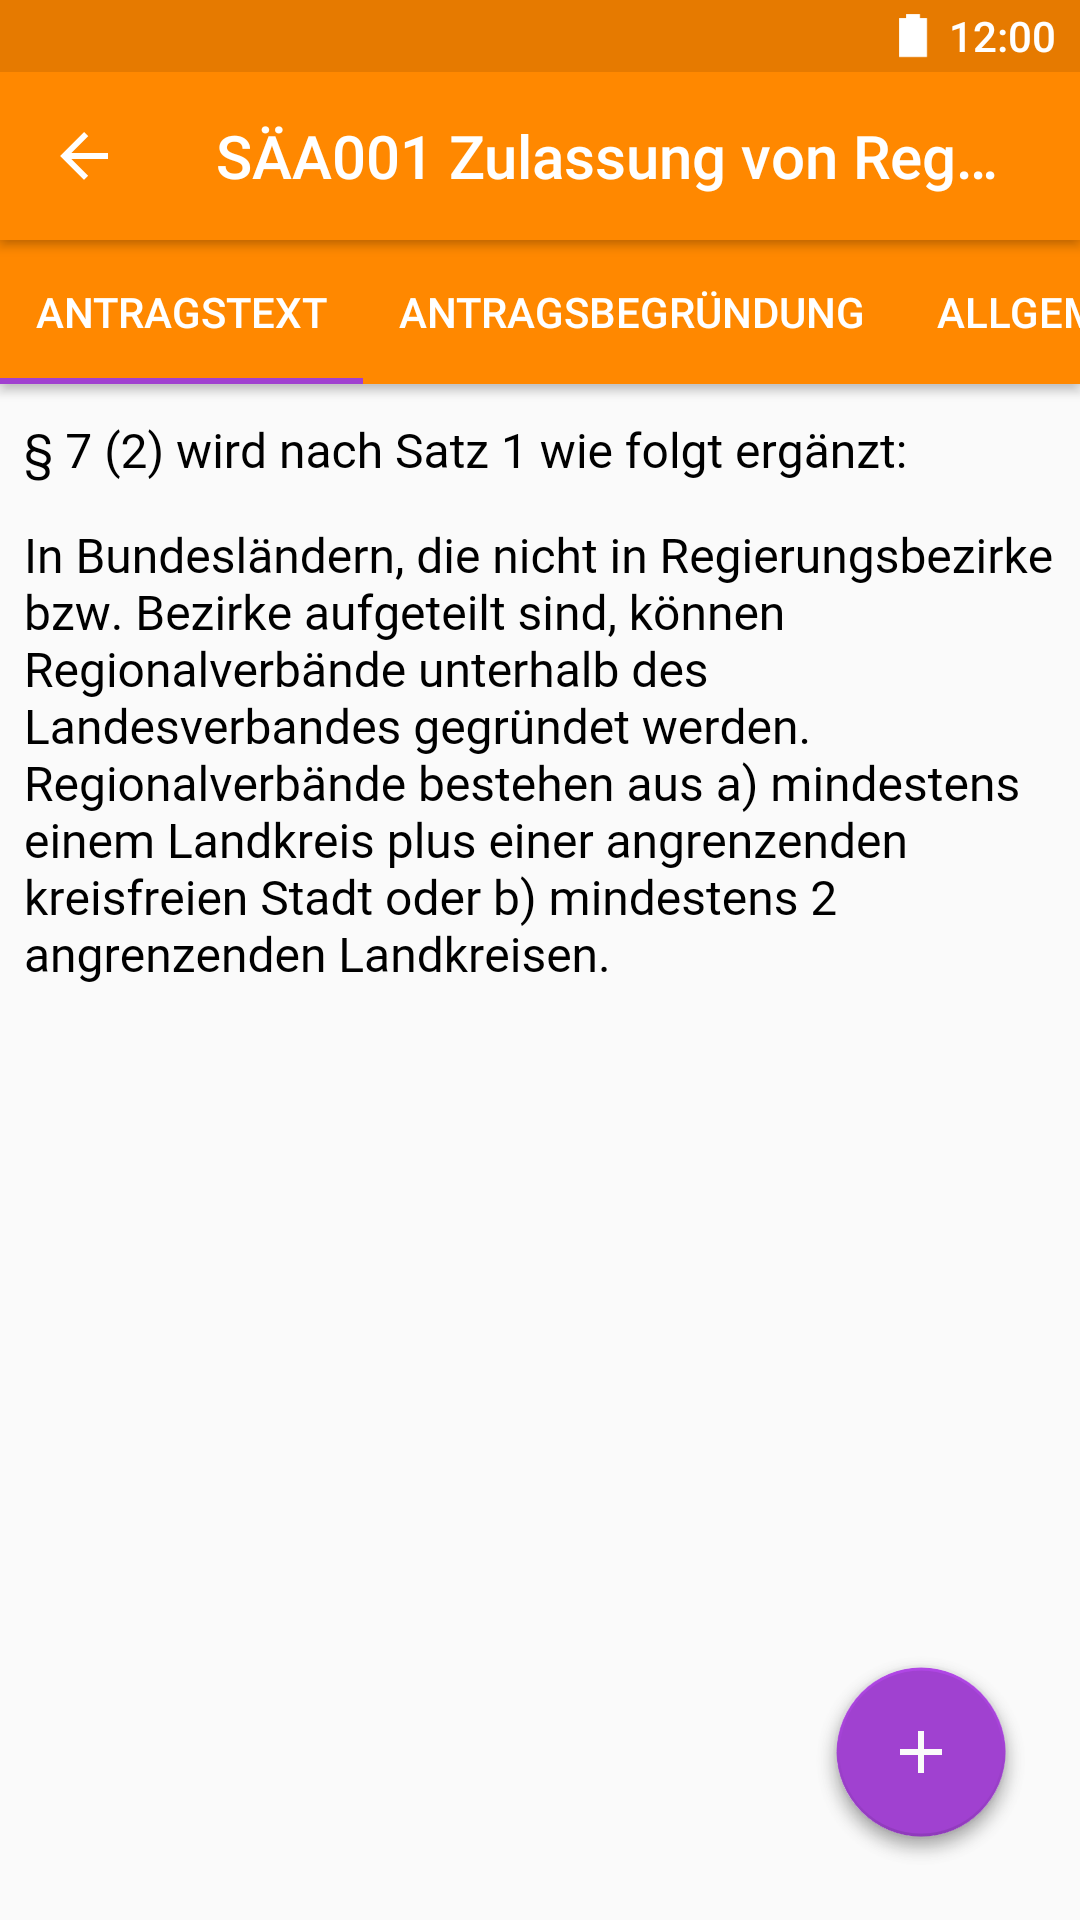 12:00
SÄA001 Zulassung von Reg…
ANTRAGSTEXT ANTRAGSBEGRÜNDUNG ALLGEM
§ 7 (2) wird nach Satz 1 wie folgt ergänzt:
In Bundesländern, die nicht in Regierungsbezirke
bzw. Bezirke aufgeteilt sind, können
Regionalverbände unterhalb des
Landesverbandes gegründet werden.
Regionalverbände bestehen aus a) mindestens
einem Landkreis plus einer angrenzenden
kreisfreien Stadt oder b) mindestens 2
angrenzenden Landkreisen.